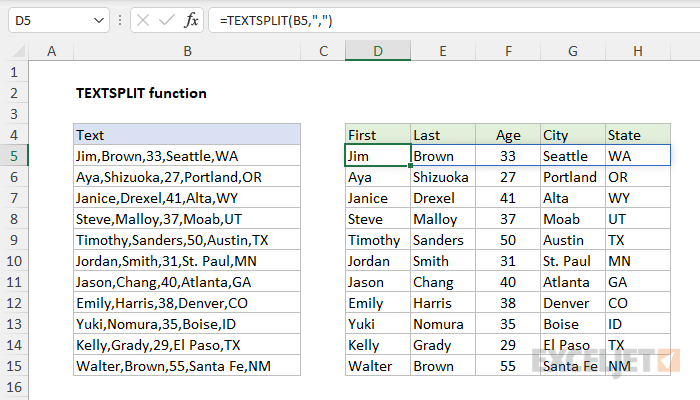 D5 fx =TEXTSPLIT(B5,",")
A B C D E F G H
1
2 TEXTSPLIT function
3
4 Text First Last Age City State
5 Jim,Brown,33,Seattle,WA Jim Brown 33 Seattle WA
6 Aya,Shizuoka,27,Portland,OR Aya Shizuoka 27 Portland OR
7 Janice,Drexel,41,Alta,WY Janice Drexel 41 Alta WY
8 Steve,Malloy,37,Moab,UT Steve Malloy 37 Moab UT
9 Timothy,Sanders,50,Austin,TX Timothy Sanders 50 Austin TX
10 Jordan,Smith,31,St. Paul,MN Jordan Smith 31 St. Paul MN
11 Jason,Chang,40,Atlanta,GA Jason Chang 40 Atlanta GA
12 Emily,Harris,38,Denver,CO Emily Harris 38 Denver CO
13 Yuki,Nomura,35,Boise,ID Yuki Nomura 35 Boise ID
14 Kelly,Grady,29,El Paso,TX Kelly Grady 29 El Paso TX
15 Walter,Brown,55,Santa Fe,NM Walter Brown 55 Santa Fe NM
EXCELJET
16